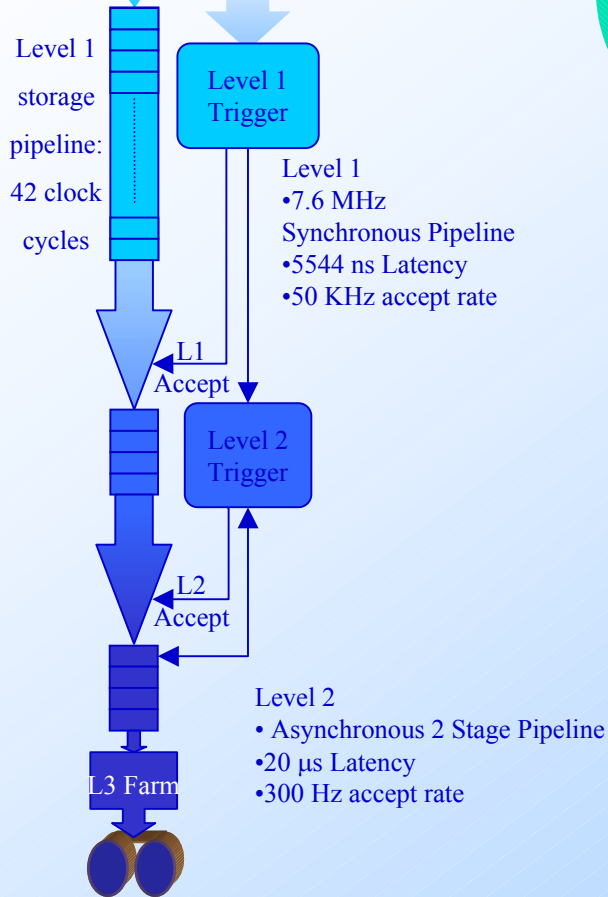 Level 1
storage
pipeline:
42 clock
cycles
Level 1
Trigger
Level 1
•7.6 MHz
Synchronous Pipeline
•5544 ns Latency
•50 KHz accept rate
L1
Accept
Level 2
Trigger
L2
Accept
Level 2
• Asynchronous 2 Stage Pipeline
•20 μs Latency
•300 Hz accept rate
L3 Farm